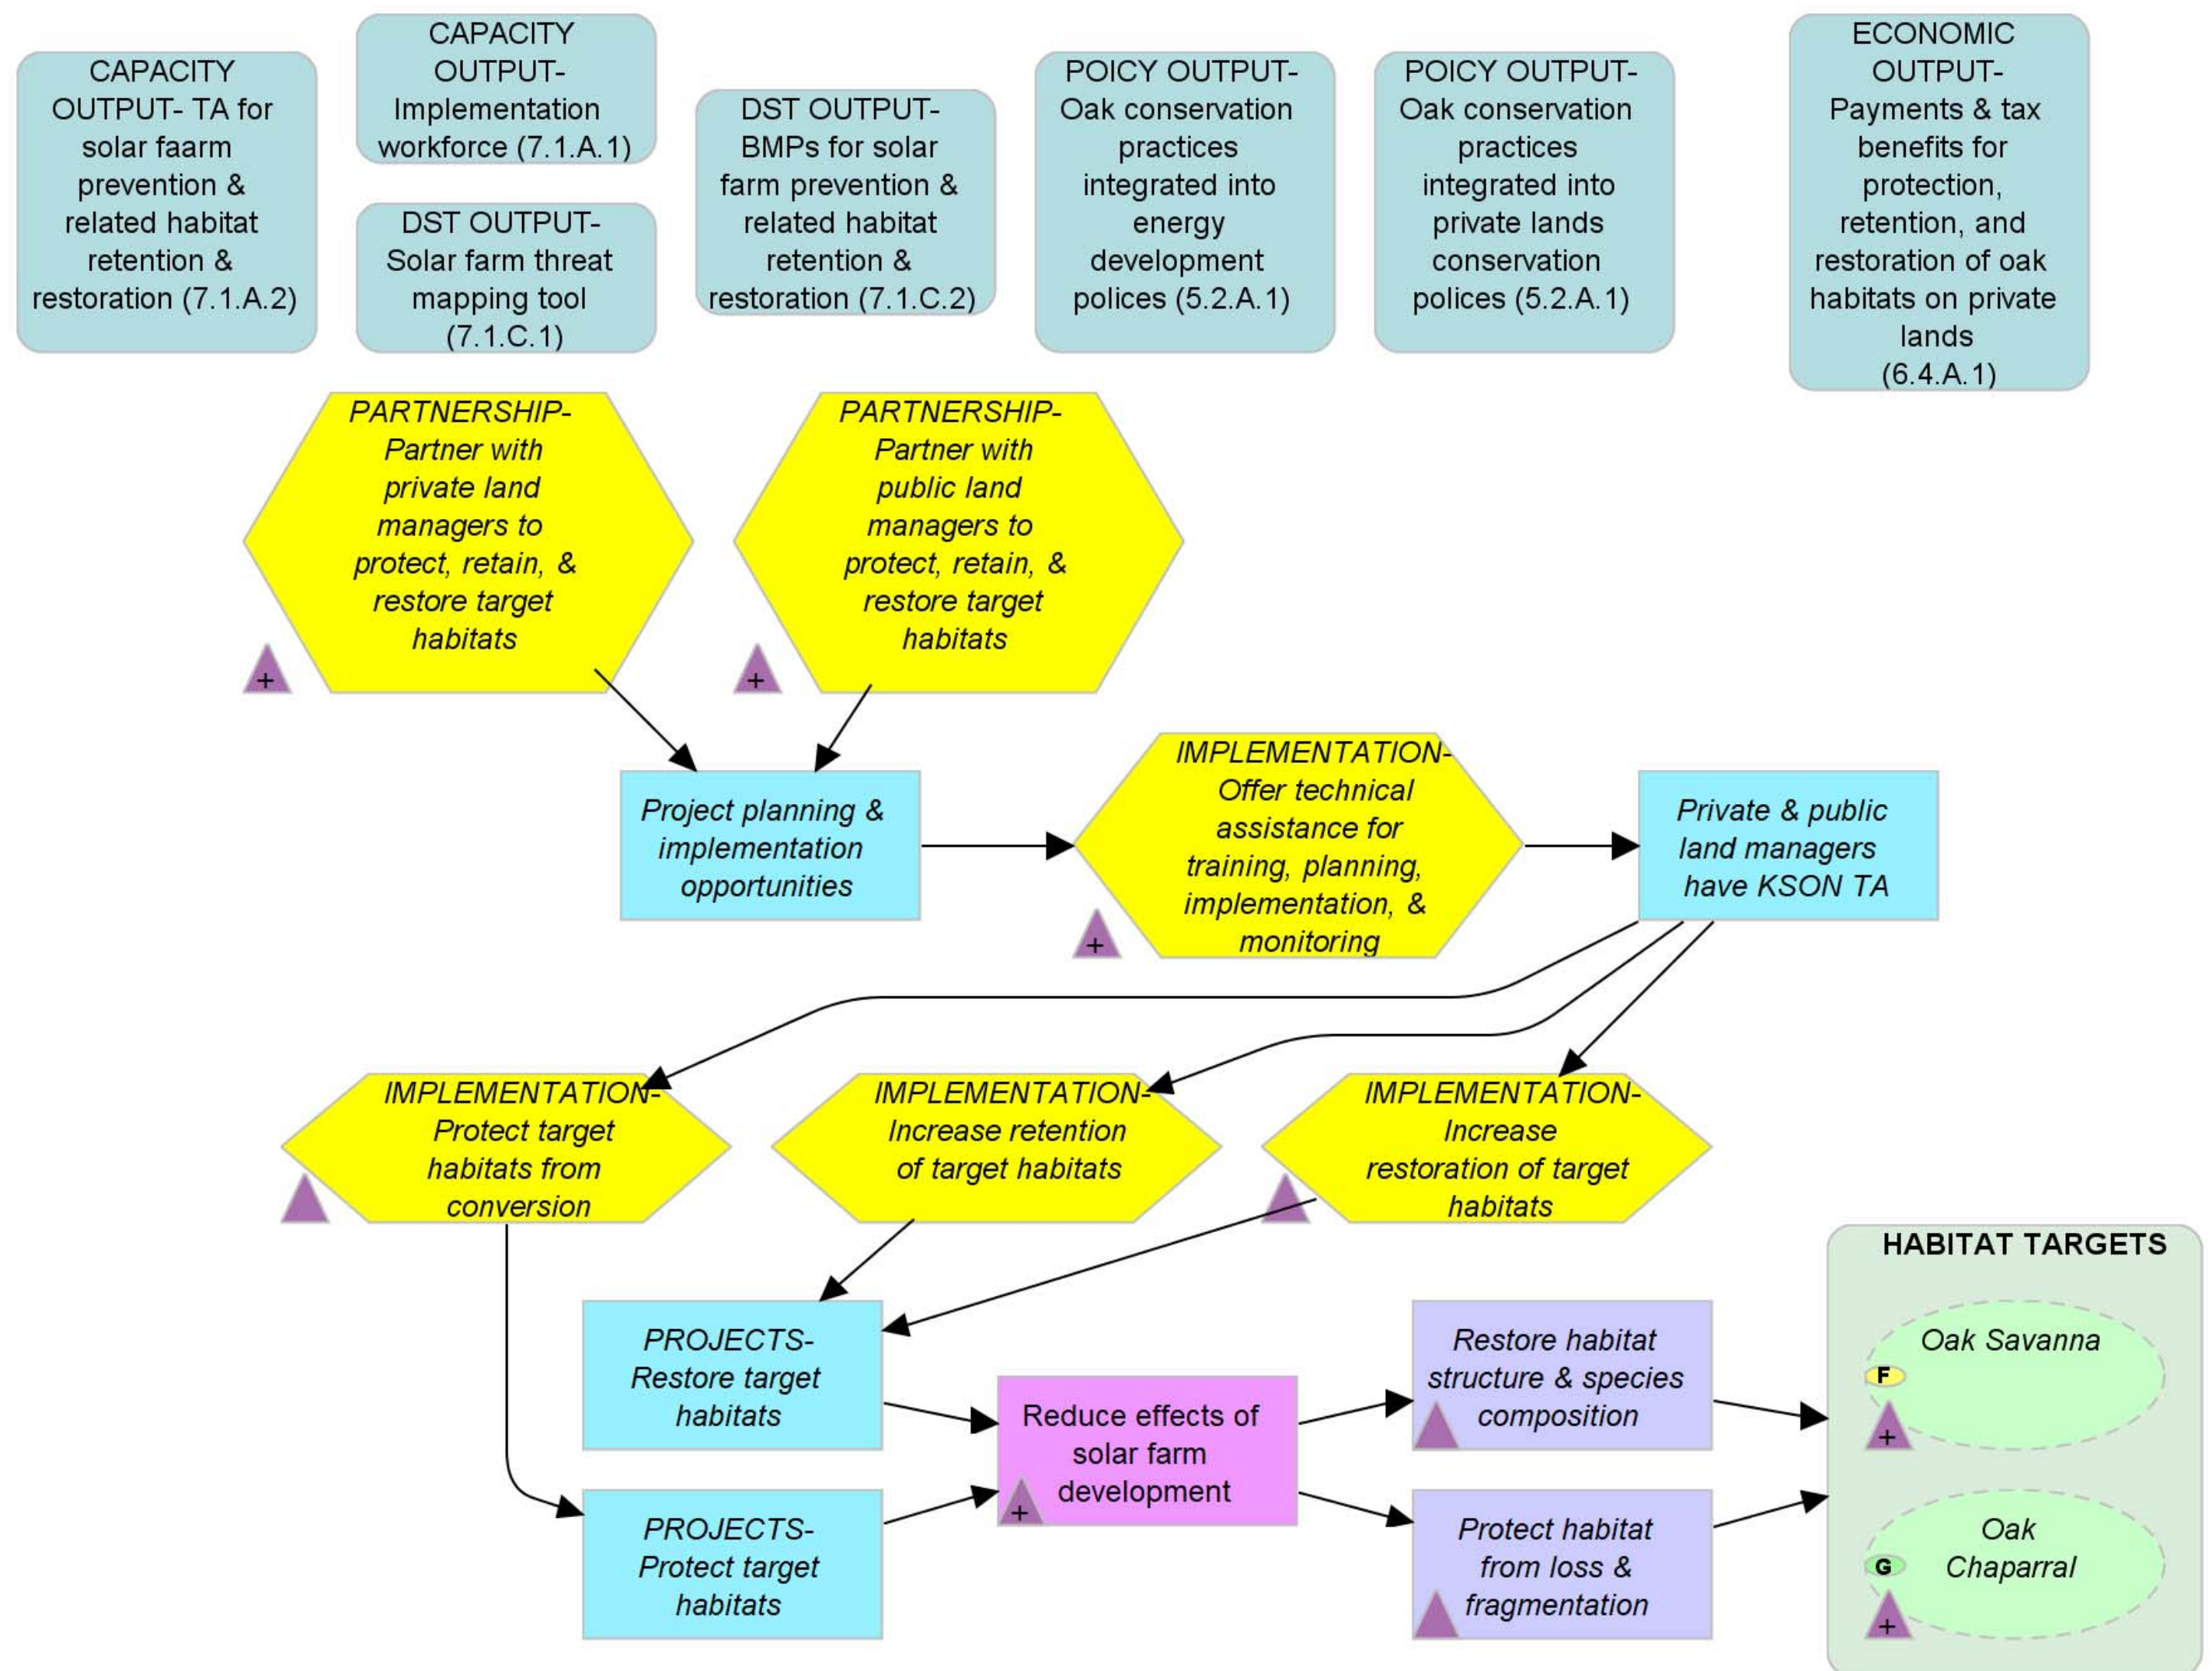 CAPACITY
OUTPUT- TA for
solar faarm
prevention &
related habitat
retention &
restoration (7.1.A.2)
CAPACITY
OUTPUT-
Implementation
workforce (7.1.A.1)
DST OUTPUT-
Solar farm threat
mapping tool
(7.1.C.1)
DST OUTPUT-
BMPs for solar
farm prevention &
related habitat
retention &
restoration (7.1.C.2)
POICY OUTPUT-
Oak conservation
practices
integrated into
energy
development
polices (5.2.A.1)
POICY OUTPUT-
Oak conservation
practices
integrated into
private lands
conservation
polices (5.2.A.1)
ECONOMIC
OUTPUT-
Payments & tax
benefits for
protection,
retention, and
restoration of oak
habitats on private
lands
(6.4.A.1)
PARTNERSHIP-
Partner with
private land
managers to
protect, retain, &
restore target
habitats
+
PARTNERSHIP-
Partner with
public land
managers to
protect, retain, &
restore target
habitats
+
Project planning &
implementation
opportunities
IMPLEMENTATION-
Offer technical
assistance for
training, planning,
implementation, &
monitoring
+
Private & public
land managers
have KSON TA
IMPLEMENTATION-
Protect target
habitats from
conversion
IMPLEMENTATION-
Increase retention
of target habitats
IMPLEMENTATION-
Increase
restoration of target
habitats
PROJECTS-
Restore target
habitats
PROJECTS-
Protect target
habitats
Reduce effects of
solar farm
development
+
Restore habitat
structure & species
composition
Protect habitat
from loss &
fragmentation
HABITAT TARGETS
Oak Savanna
F
+
Oak
Chaparral
G
+